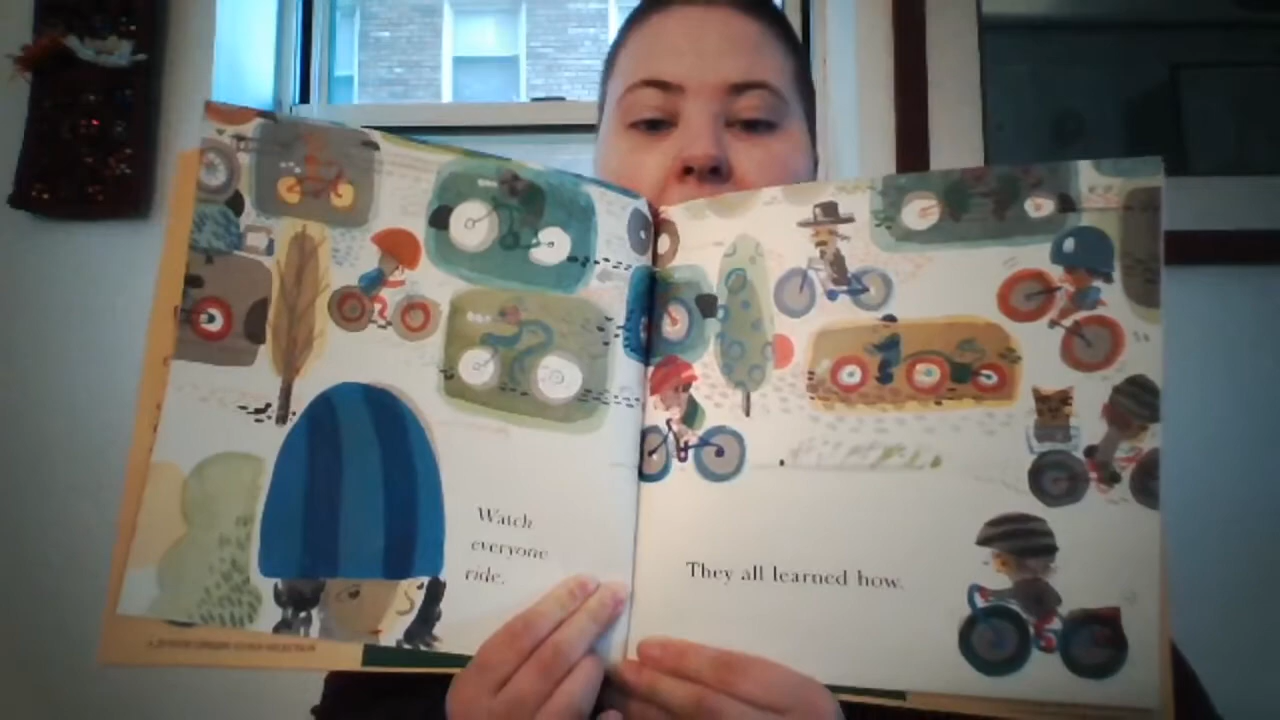 Watch
everyone
ride.
They all learned how.